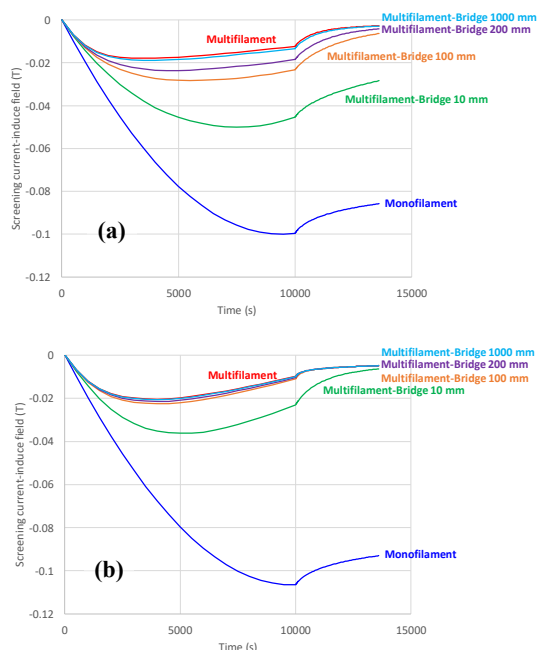 0
-0.02
-0.04
-0.06
-0.08
-0.1
-0.12
Screening current-induce field (T)
Multifilament-Bridge 1000 mm
Multifilament
Multifilament-Bridge 200 mm
Multifilament-Bridge 100 mm
Multifilament-Bridge 10 mm
Monofilament
(a)
0 5000 10000 15000
Time (s)
0
-0.02
-0.04
-0.06
-0.08
-0.1
-0.12
Screening current-induce field (T)
Multifilament-Bridge 1000 mm
Multifilament-Bridge 200 mm
Multifilament
Multifilament-Bridge 100 mm
Multifilament-Bridge 10 mm
Monofilament
(b)
0 5000 10000 15000
Time (s)